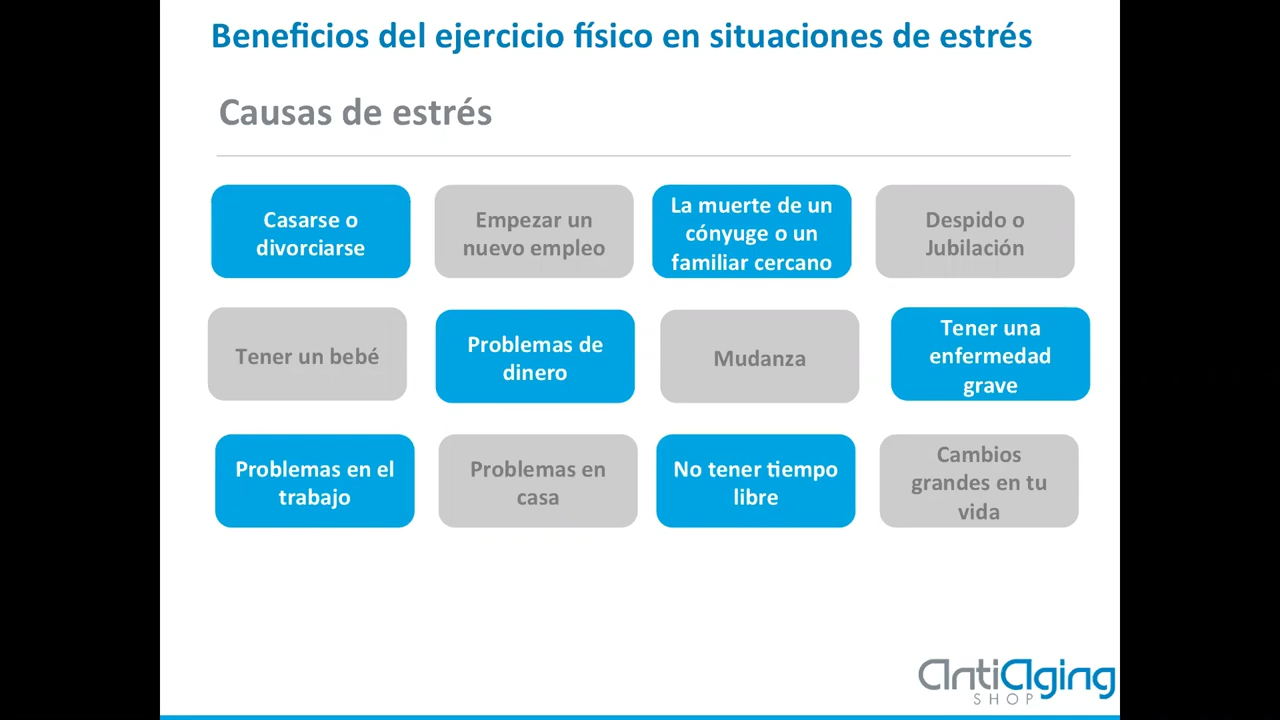 Beneficios del ejercicio físico en situaciones de estrés
Causas de estrés
Casarse o
divorciarse
Empezar un
nuevo empleo
La muerte de un
cónyuge o un
familiar cercano
Despido o
Jubilación
Tener un bebé
Problemas de
dinero
Mudanza
Tener una
enfermedad
grave
Problemas en el
trabajo
Problemas en
casa
No tener tiempo
libre
Cambios
grandes en tu
vida
antiaging
SHOP